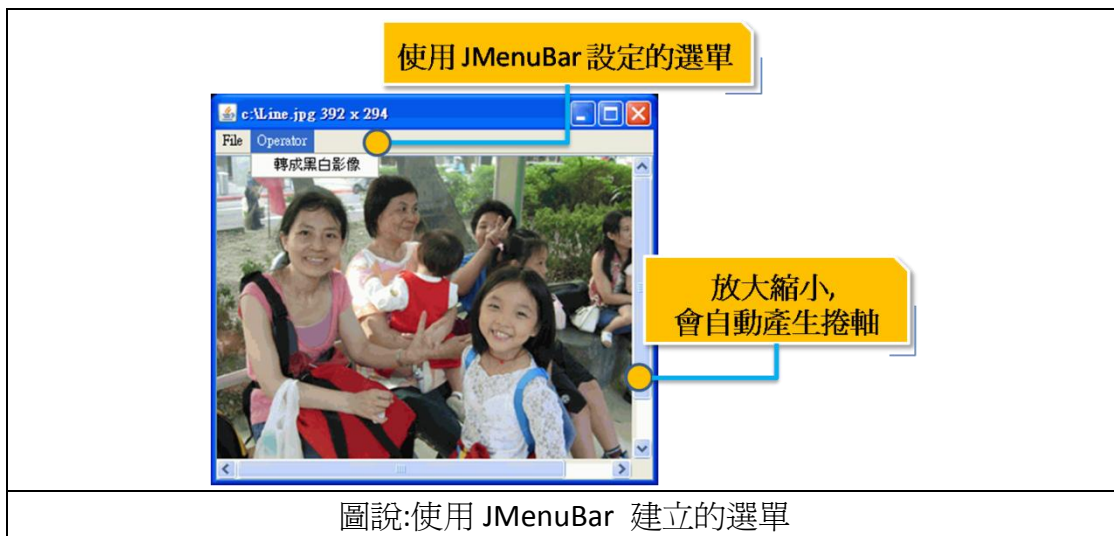 使用 JMenuBar 設定的選單
c:\Line.jpg 392 x 294
File Operator
轉成黑白影像
放大縮小,
會自動產生捲軸
圖說:使用 JMenuBar 建立的選單